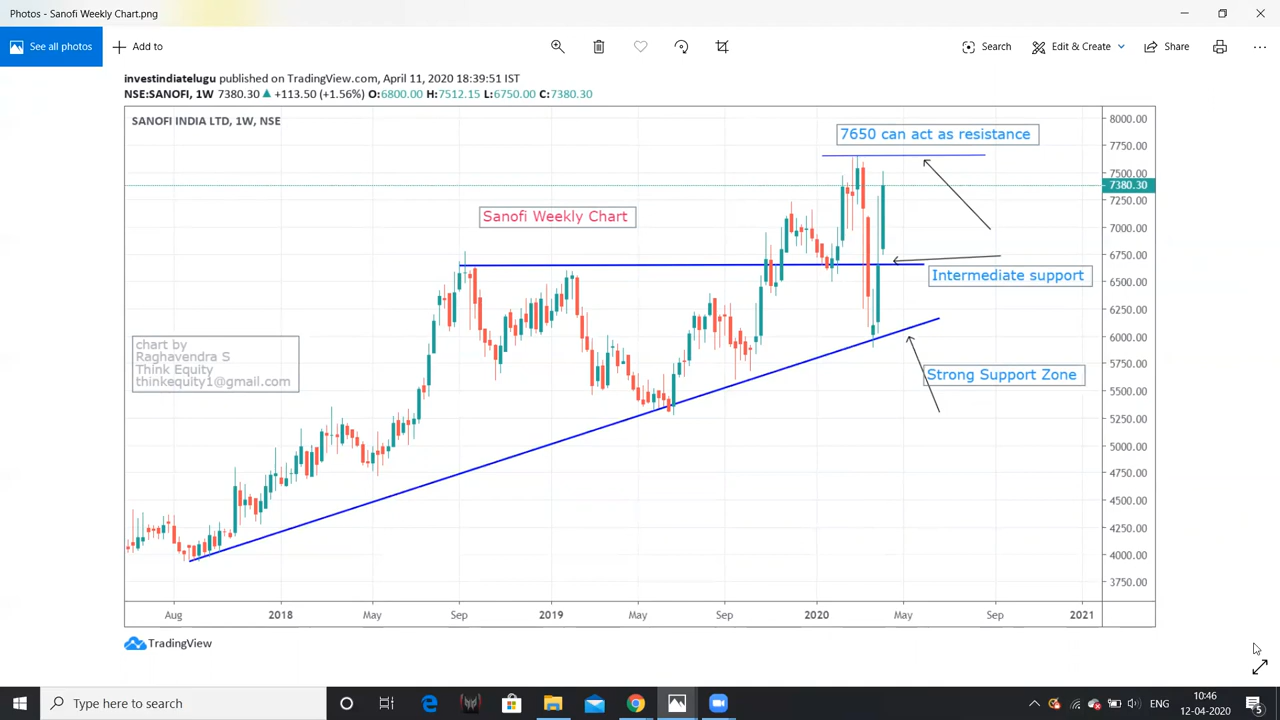 Photos - Sanofi Weekly Chart.png
See all photos
Add to
Search
Edit & Create
Share
investindiatelugu published on TradingView.com, April 11, 2020 18:39:51 IST
NSE:SANOFI, 1W 7380.30 ▲ +113.50 (+1.56%) O:6800.00 H:7512.15 L:6750.00 C:7380.30
SANOFI INDIA LTD, 1W, NSE
7650 can act as resistance
Sanofi Weekly Chart
Intermediate support
Strong Support Zone
chart by
Raghavendra S
Think Equity
thinkequity1@gmail.com
8000.00
7750.00
7500.00
7380.30
7250.00
7000.00
6750.00
6500.00
6250.00
6000.00
5750.00
5500.00
5250.00
5000.00
4750.00
4500.00
4250.00
4000.00
3750.00
Aug 2018 May Sep 2019 May Sep 2020 May Sep 2021
TradingView
Type here to search
ENG
10:46
12-04-2020
5